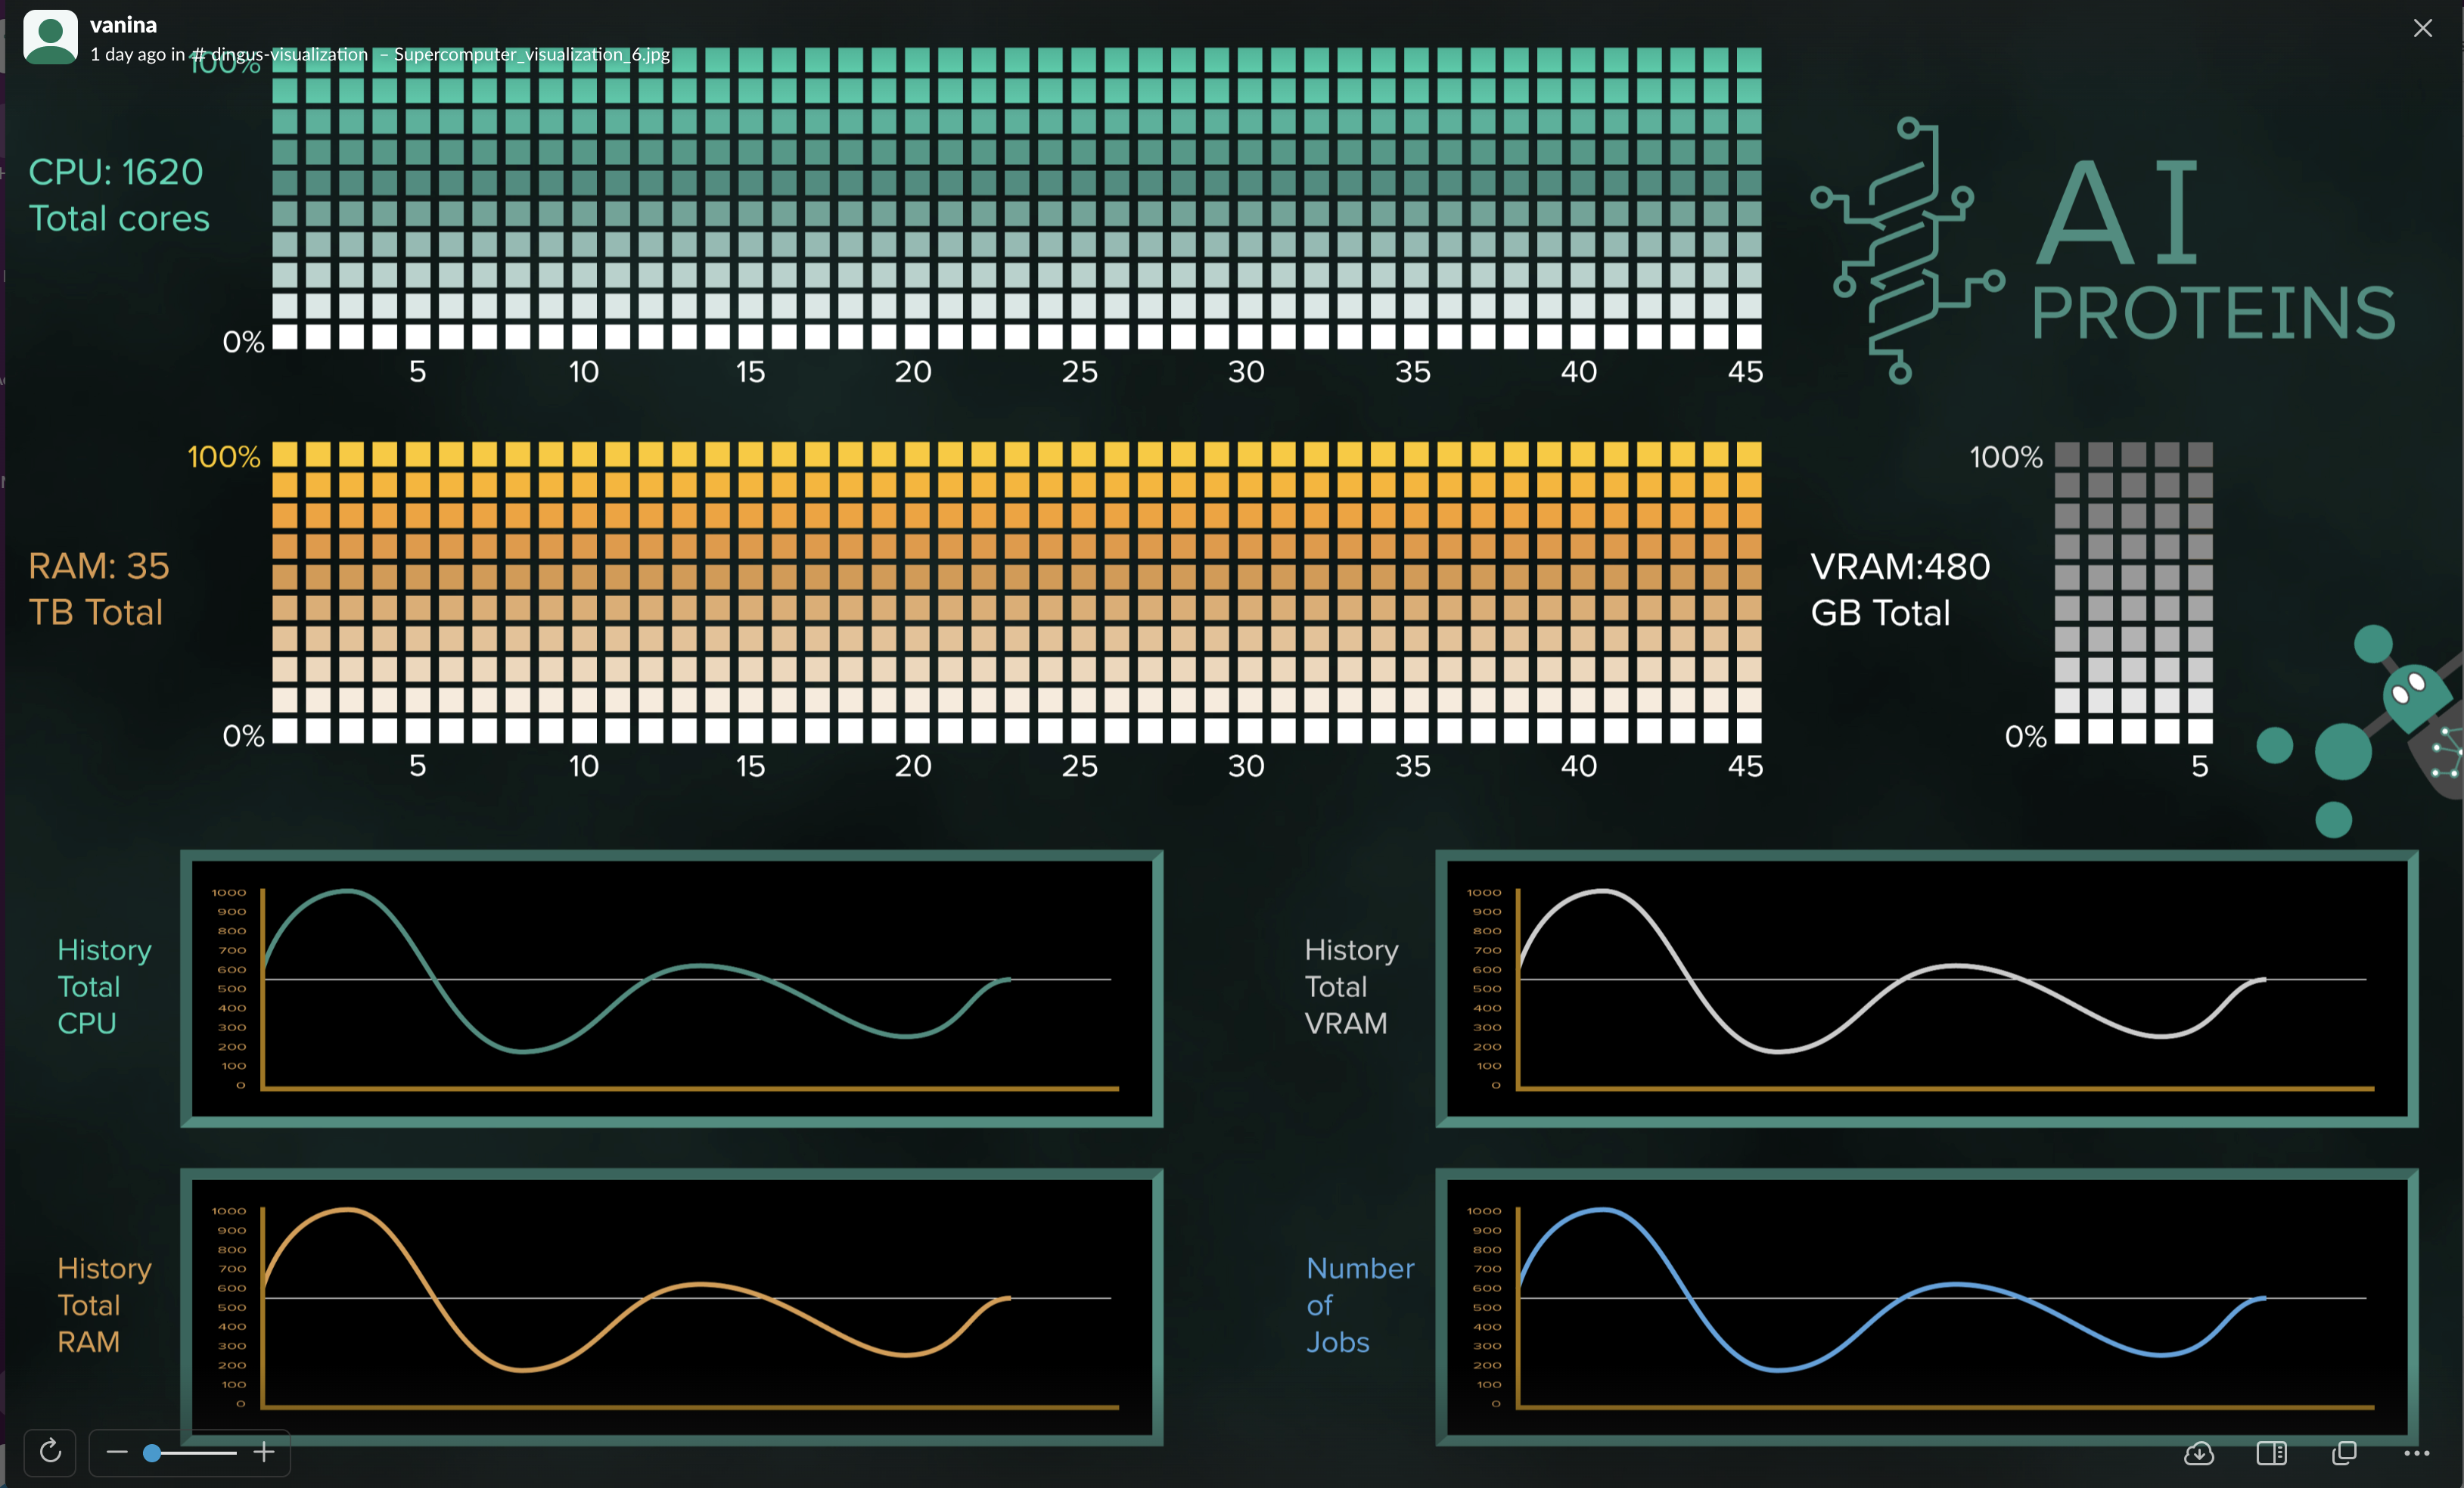 vanina
1 day ago in # dingus-visualization – Supercomputer_visualization_6.jpg
100%
CPU: 1620
Total cores
0%
5 10 15 20 25 30 35 40 45
AI
PROTEINS
100%
RAM: 35
TB Total
0%
5 10 15 20 25 30 35 40 45
100%
VRAM:480
GB Total
0%
5
History
Total
CPU
1000
900
800
700
600
500
400
300
200
100
0
History
Total
VRAM
1000
900
800
700
600
500
400
300
200
100
0
History
Total
RAM
1000
900
800
700
600
500
400
300
200
100
0
Number
of
Jobs
1000
900
800
700
600
500
400
300
200
100
0